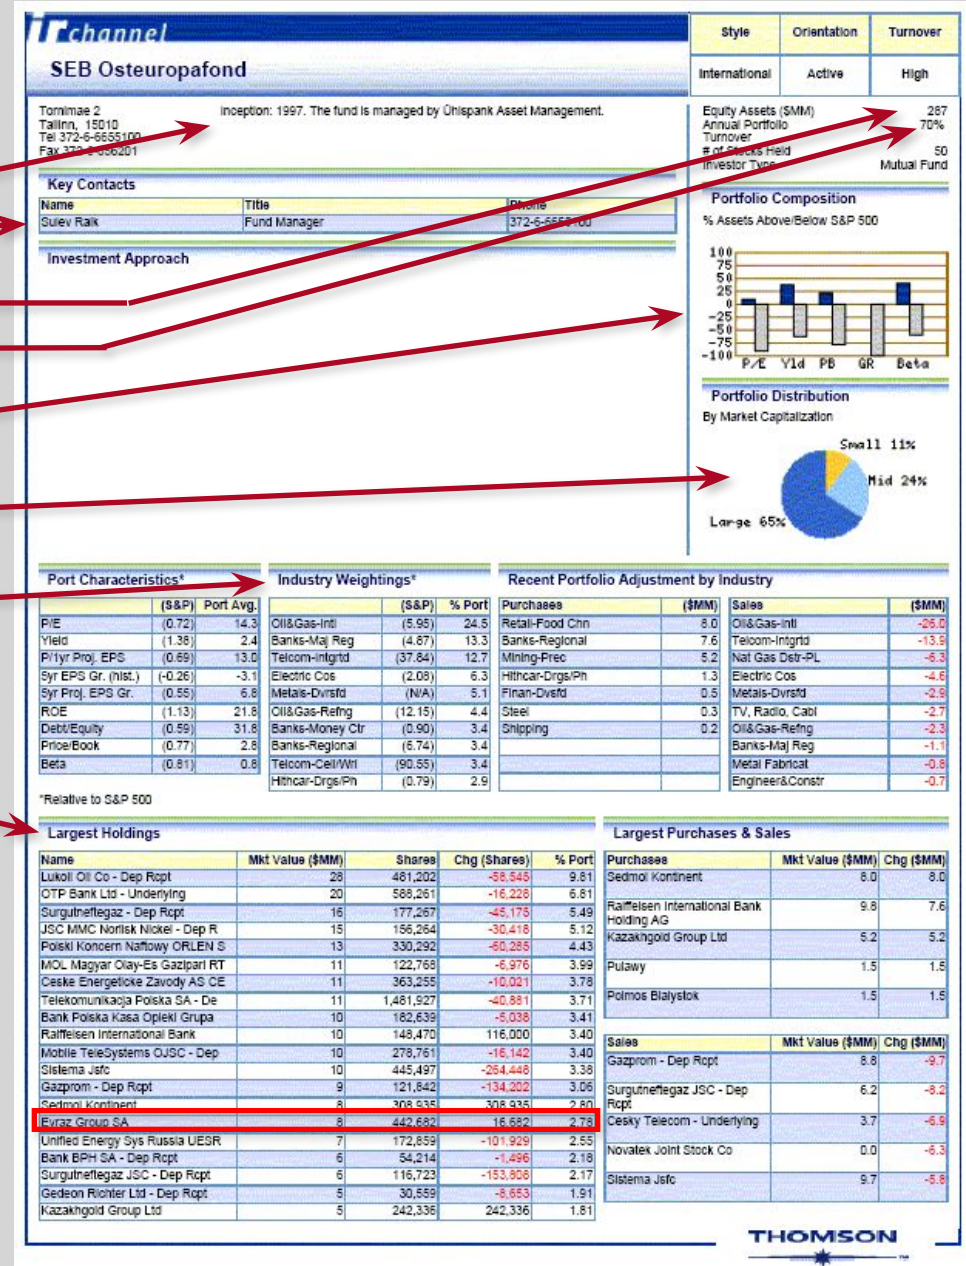 ir channel
SEB Osteuropafond
Style Orientation Turnover
International Active High
Tornimae 2
Tallinn, 15010
Tel 372-6-6655100
Fax 372-6-656201
Inception: 1997. The fund is managed by Ühispank Asset Management.
Equity Assets ($MM) 287
Annual Portfolio Turnover 70%
# of Stocks Held 50
Investor Type Mutual Fund
Key Contacts
Name Title Phone
Sulev Raik Fund Manager 372-6-6655100
Investment Approach
Portfolio Composition
% Assets Above/Below S&P 500
100
75
50
25
0
-25
-50
-75
-100
P/E Yld PB GR Beta
Portfolio Distribution
By Market Capitalization
Small 11%
Mid 24%
Large 65%
Port Characteristics*
(S&P) Port Avg.
P/E (0.72) 14.3
Yield (1.38) 2.4
P/1yr Proj. EPS (0.69) 13.0
5yr EPS Gr. (hist.) (-0.26) -3.1
5yr Proj. EPS Gr. (0.55) 6.8
ROE (1.13) 21.8
Debt/Equity (0.59) 31.8
Price/Book (0.77) 2.8
Beta (0.81) 0.8
*Relative to S&P 500
Industry Weightings*
(S&P) % Port
Oil&Gas-Intl (5.95) 24.5
Banks-Maj Reg (4.87) 13.3
Telcom-Intgrtd (37.84) 12.7
Electric Cos (2.08) 6.3
Metals-Dvrsfd (N/A) 5.1
Oil&Gas-Refng (12.15) 4.4
Banks-Money Ctr (0.90) 3.4
Banks-Regional (6.74) 3.4
Telcom-Cell/Wrl (90.55) 3.4
Hlthcar-Drgs/Ph (0.79) 2.9
Recent Portfolio Adjustment by Industry
Purchases ($MM)
Retail-Food Chn 8.0
Banks-Regional 7.6
Mining-Prec 5.2
Hlthcar-Drgs/Ph 1.3
Finan-Dvsfd 0.5
Steel 0.3
Shipping 0.2
Sales ($MM)
Oil&Gas-Intl -26.0
Telcom-Intgrtd -13.9
Nat Gas Dstr-PL -6.3
Electric Cos -4.6
Metals-Dvrsfd -2.9
TV, Radio, Cabl -2.7
Oil&Gas-Refng -2.3
Banks-Maj Reg -1.1
Metal Fabricat -0.8
Engineer&Constr -0.7
Largest Holdings
Name Mkt Value ($MM) Shares Chg (Shares) % Port
Lukoil Oil Co - Dep Rcpt 28 481,202 -58,545 9.81
OTP Bank Ltd - Underlying 20 588,261 -16,228 6.81
Surgutneftegaz - Dep Rcpt 16 177,267 -45,175 5.49
JSC MMC Norilsk Nickel - Dep R 15 156,264 -30,418 5.12
Polski Koncern Naftowy ORLEN S 13 330,292 -60,285 4.43
MOL Magyar Olay-Es Gazipari RT 11 122,768 -6,976 3.99
Ceske Energeticke Zavody AS CE 11 363,255 -10,021 3.78
Telekomunikacja Polska SA - De 11 1,481,927 -40,881 3.71
Bank Polska Kasa Opieki Grupa 10 182,639 -5,038 3.41
Raiffeisen International Bank 10 148,470 116,000 3.40
Mobile TeleSystems OJSC - Dep 10 278,761 -16,142 3.40
Sistema Jsfc 10 445,497 -264,448 3.38
Gazprom - Dep Rcpt 9 121,842 -134,202 3.06
Sedmoi Kontinent 8 308,935 308,935 2.80
Evraz Group SA 8 442,682 16,682 2.78
Unified Energy Sys Russia UESR 7 172,859 -101,929 2.55
Bank BPH SA - Dep Rcpt 6 54,214 -1,496 2.18
Surgutneftegaz JSC - Dep Rcpt 6 116,723 -153,808 2.17
Gedeon Richter Ltd - Dep Rcpt 5 30,559 -8,653 1.91
Kazakhgold Group Ltd 5 242,336 242,336 1.81
Largest Purchases & Sales
Purchases Mkt Value ($MM) Chg ($MM)
Sedmoi Kontinent 8.0 8.0
Raiffeisen International Bank Holding AG 9.8 7.6
Kazakhgold Group Ltd 5.2 5.2
Pulawy 1.5 1.5
Polmos Bialystok 1.5 1.5
Sales Mkt Value ($MM) Chg ($MM)
Gazprom - Dep Rcpt 8.8 -9.7
Surgutneftegaz JSC - Dep Rcpt 6.2 -8.2
Cesky Telecom - Underlying 3.7 -6.9
Novatek Joint Stock Co 0.0 -6.3
Sistema Jsfc 9.7 -5.8
THOMSON